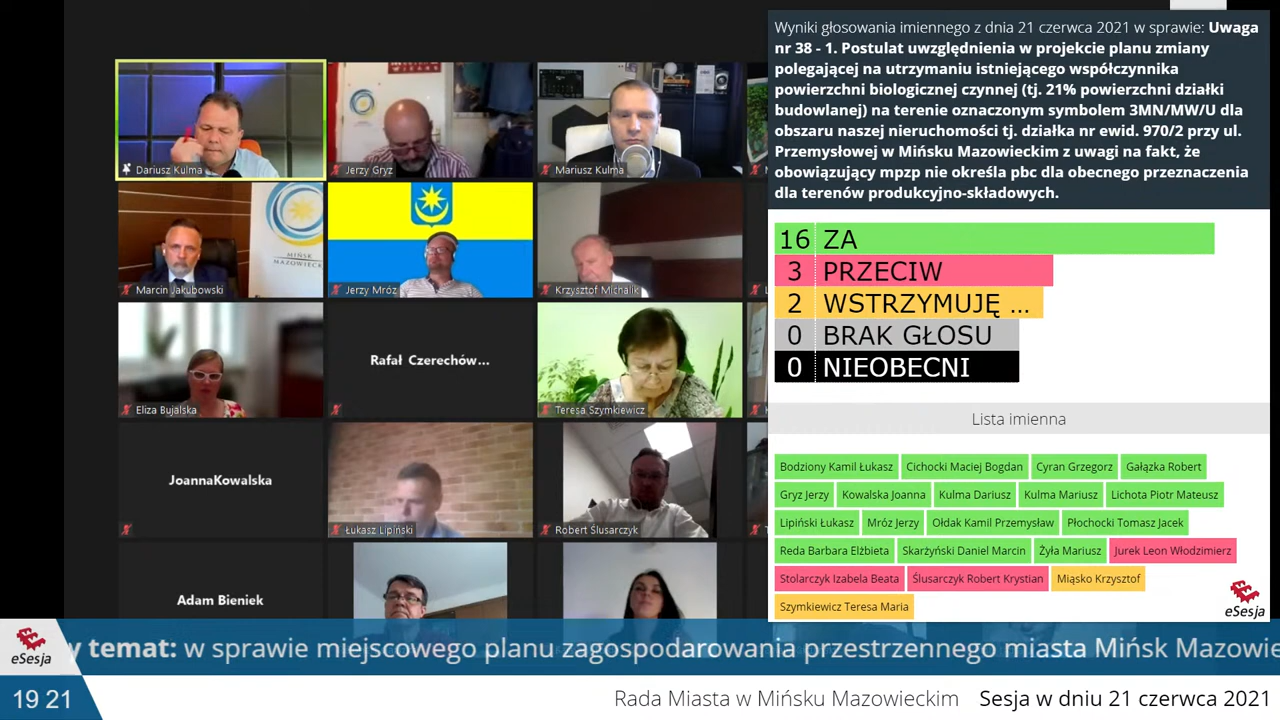 Wyniki głosowania imiennego z dnia 21 czerwca 2021 w sprawie: Uwaga
nr 38 - 1. Postulat uwzględnienia w projekcie planu zmiany
polegającej na utrzymaniu istniejącego współczynnika
powierzchni biologicznej czynnej (tj. 21% powierzchni działki
budowlanej) na terenie oznaczonym symbolem 3MN/MW/U dla
obszaru naszej nieruchomości tj. działka nr ewid. 970/2 przy ul.
Przemysłowej w Mińsku Mazowieckim z uwagi na fakt, że
obowiązujący mpzp nie określa pbc dla obecnego przeznaczenia
dla terenów produkcyjno-składowych.
16 ZA
3 PRZECIW
2 WSTRZYMUJĘ ...
0 BRAK GŁOSU
0 NIEOBECNI
Lista imienna
Bodziony Kamil Łukasz Cichocki Maciej Bogdan Cyran Grzegorz Gałązka Robert
Gryz Jerzy Kowalska Joanna Kulma Dariusz Kulma Mariusz Lichota Piotr Mateusz
Lipiński Łukasz Mróz Jerzy Ołdak Kamil Przemysław Płochocki Tomasz Jacek
Reda Barbara Elżbieta Skarżyński Daniel Marcin Żyła Mariusz Jurek Leon Włodzimierz
Stolarczyk Izabela Beata Ślusarczyk Robert Krystian Miąsko Krzysztof
Szymkiewicz Teresa Maria
eSesja
Dariusz Kulma
Jerzy Gryz
Mariusz Kulma
MIŃSK
Marcin Jakubowski
Jerzy Mróz
Krzysztof Michalik
Eliza Bujalska
Rafał Czerechów...
Teresa Szymkiewicz
JoannaKowalska
Łukasz Lipiński
Robert Ślusarczyk
Adam Bieniek
eSesja
y temat: w sprawie miejscowego planu zagospodarowania przestrzennego miasta Mińsk Mazowie
19 21
Rada Miasta w Mińsku Mazowieckim Sesja w dniu 21 czerwca 2021